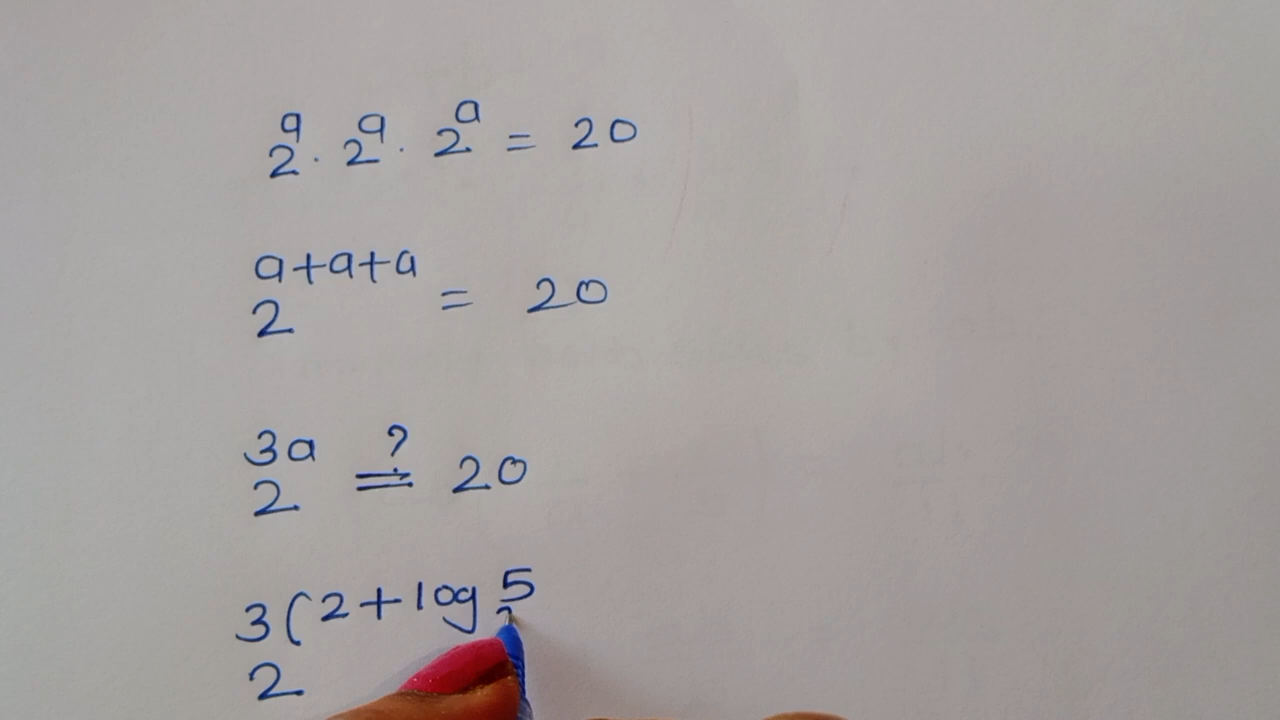 2^a · 2^a · 2^a = 20
2^a+a+a = 20
2^3a ≟ 20
2^3(2+log 5